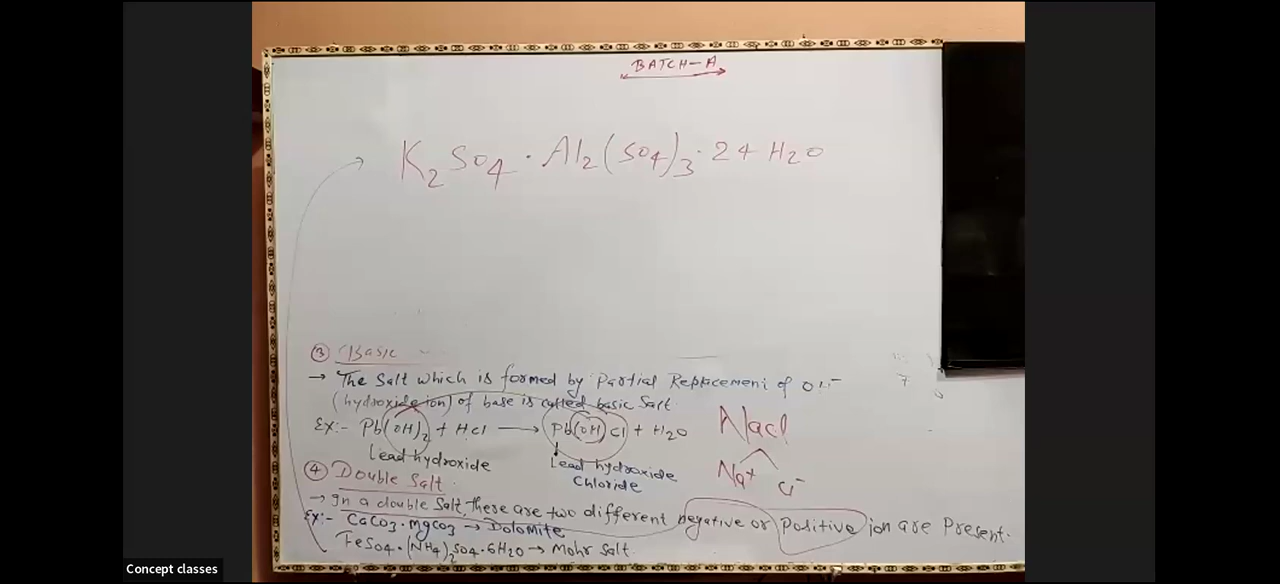 BATCH-A
K₂SO₄ · Al₂(SO₄)₃ · 24 H₂O
③ Basic
→ The Salt which is formed by Partial Replacement of OH⁻
(hydroxide ion) of base is called basic Salt.
Ex:- Pb(OH)₂ + HCl → Pb(OH)Cl + H₂O
Lead hydroxide
Lead hydroxide
Chloride
NaCl
Na⁺ Cl⁻
④ Double Salt
→ In a double Salt, there are two different negative or Positive ion are Present.
Ex:- CaCO₃·MgCO₃ → Dolomite
FeSO₄·(NH₄)₂SO₄·6H₂O → Mohr Salt.
Concept classes